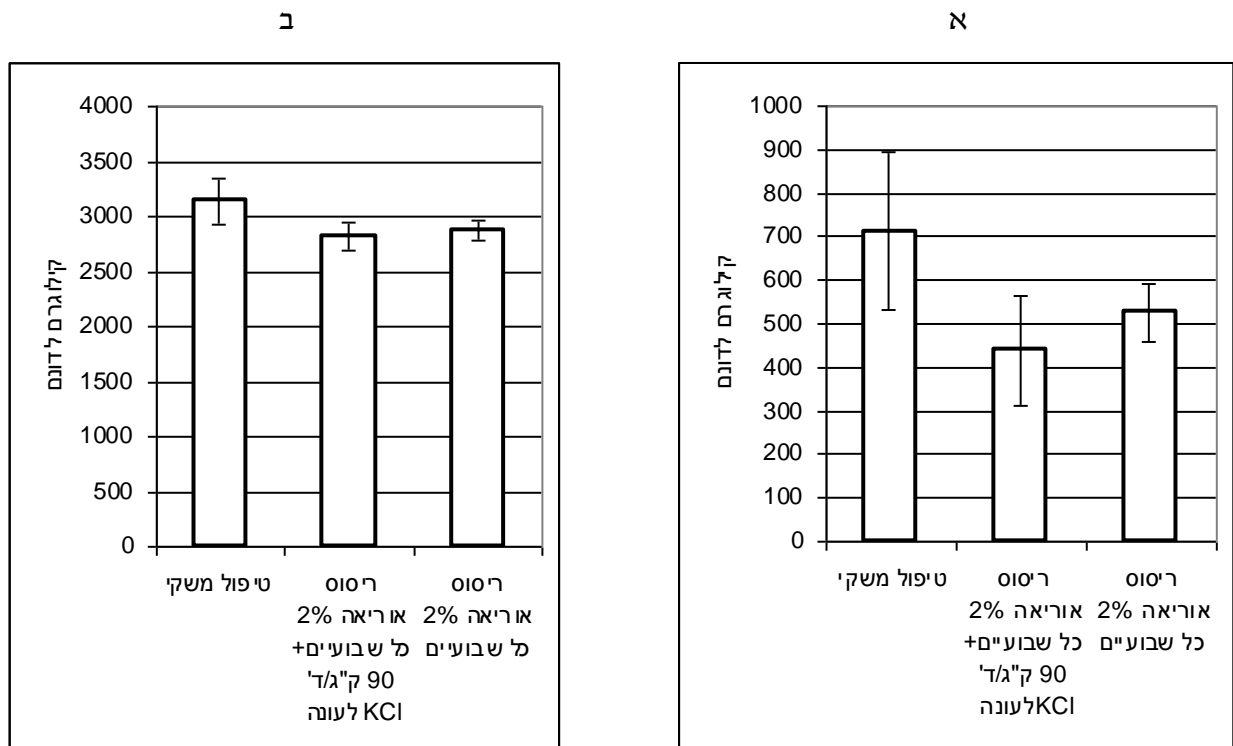 א
1000
900
800
700
600
500
400
300
200
100
0
קילוגרם לדונם
ריסוס
אוריאה 2%
כל שבועיים
ריסוס
אוריאה 2%
כל שבועיים+
90 ק"ג/ד'
KCl לעונה
טיפול משקי
ב
4000
3500
3000
2500
2000
1500
1000
500
0
קילוגרם לדונם
ריסוס
אוריאה 2%
כל שבועיים
ריסוס
אוריאה 2%
כל שבועיים+
90 ק"ג/ד'
KCl לעונה
טיפול משקי